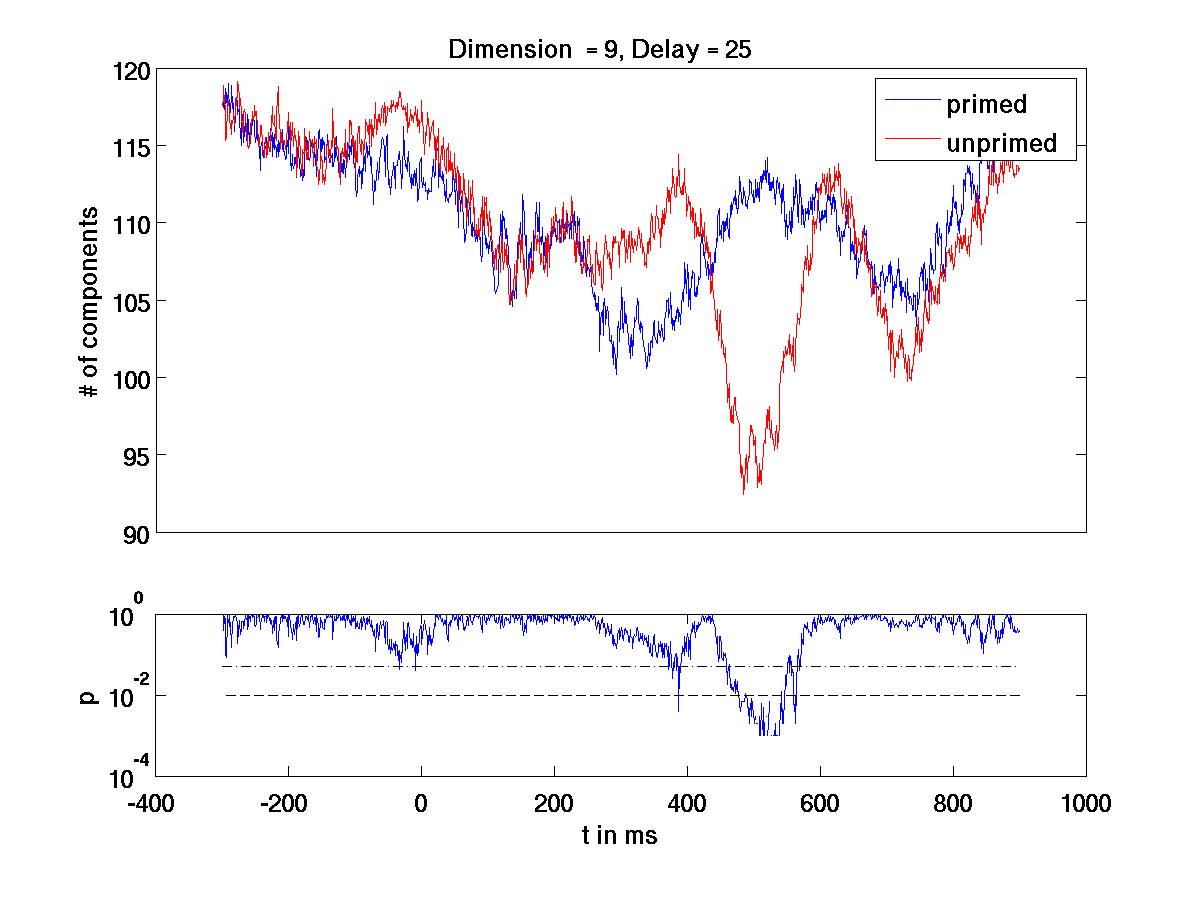 Dimension = 9, Delay = 25
120
115
110
105
100
95
90
# of components
primed
unprimed
10^0
10^-2
10^-4
p
-400 -200 0 200 400 600 800 1000
t in ms